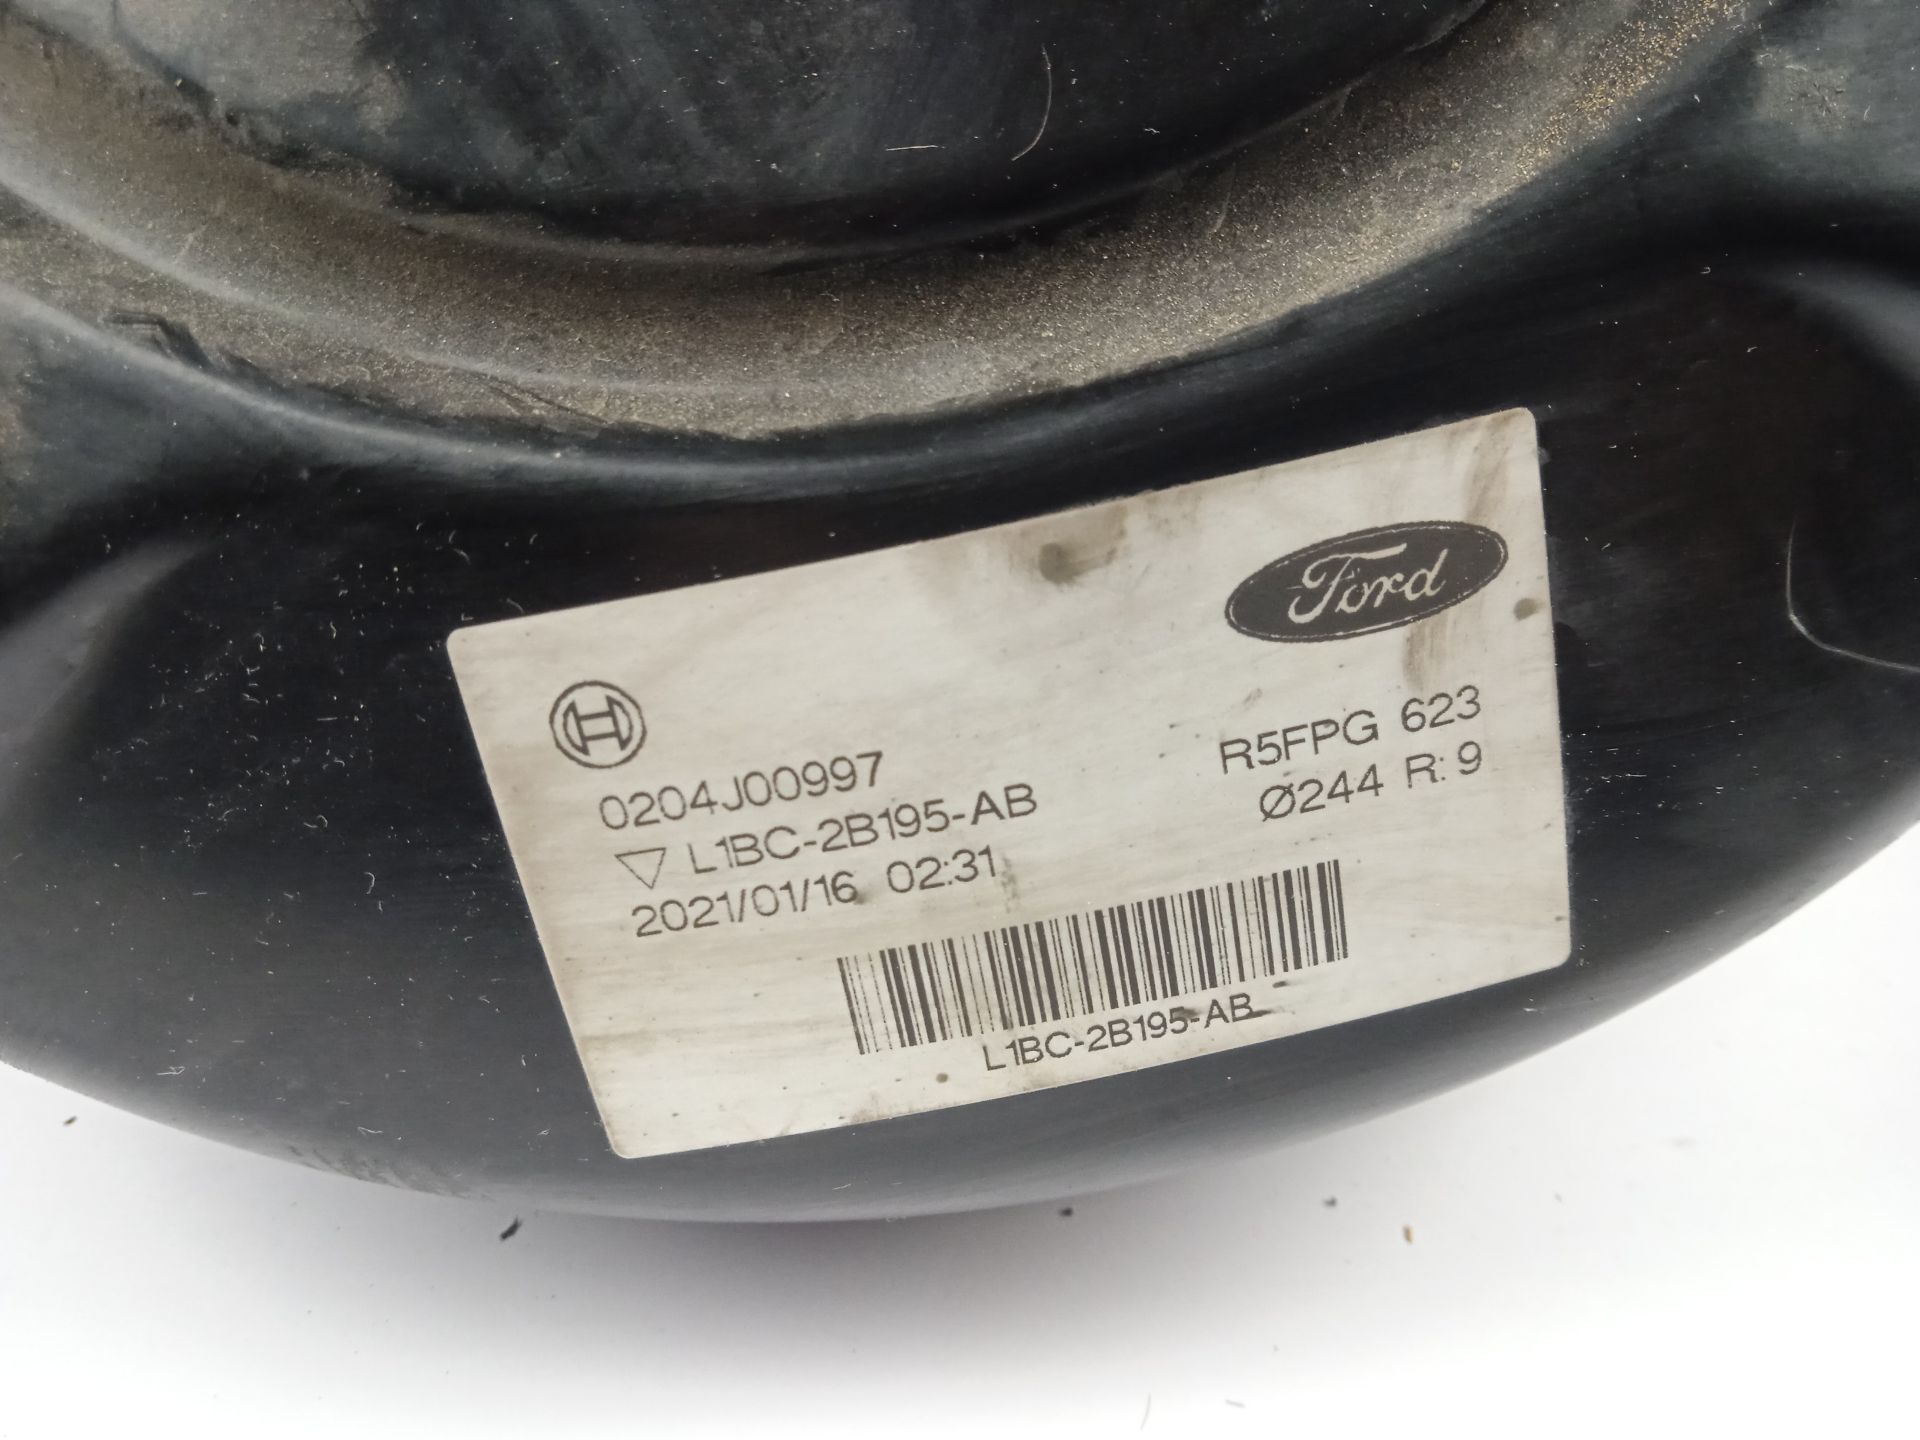 Ford
0204J00997
L1BC-2B195-AB
2021/01/16 02:31
R5FPG 623
Ø244 R:9
L1BC-2B195-AB